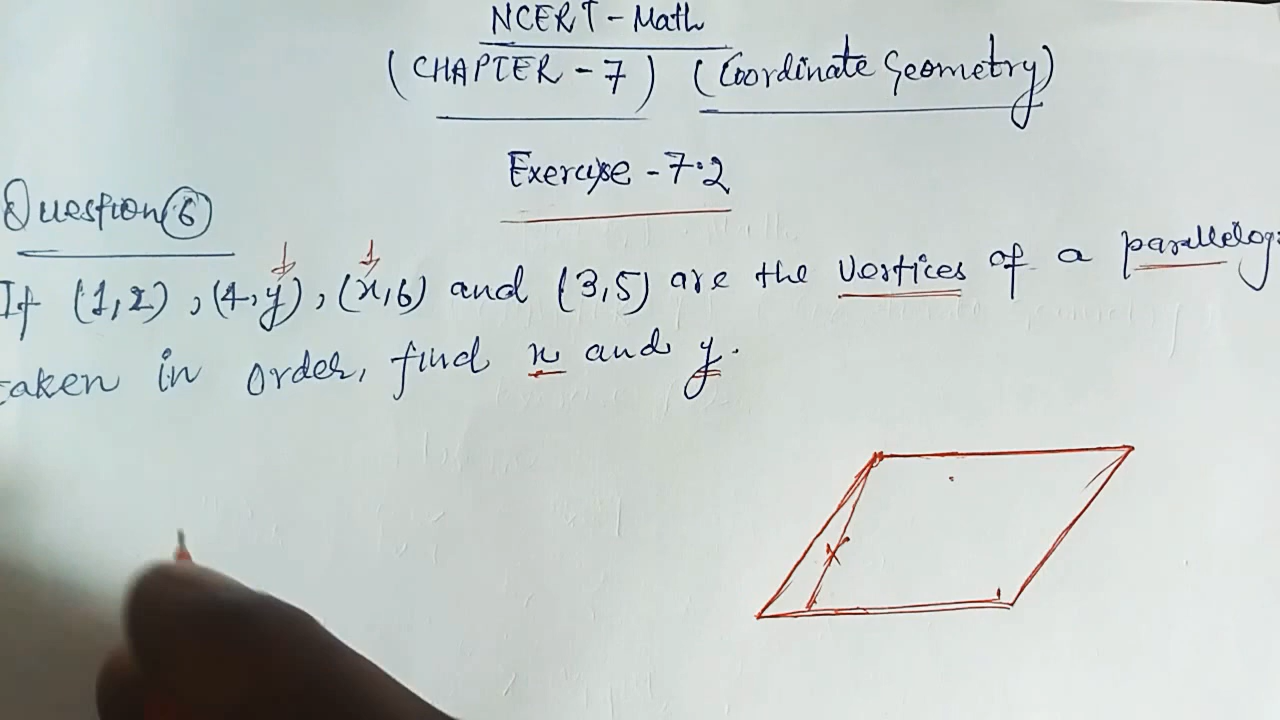 NCERT - Math
(CHAPTER - 7) (Coordinate Geometry)
Exercise - 7.2
Question 6
If (1,2), (4,y), (x,6) and (3,5) are the vertices of a parallelog
taken in order, find x and y.